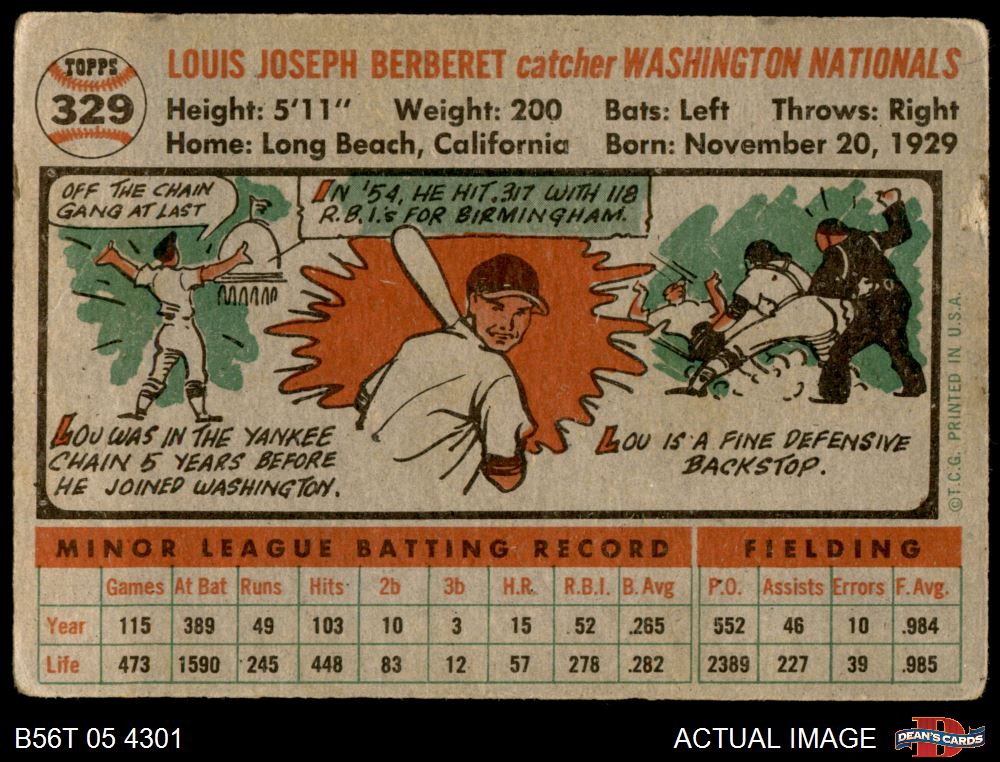 TOPPS
329
LOUIS JOSEPH BERBERET catcher WASHINGTON NATIONALS
Height: 5'11" Weight: 200 Bats: Left Throws: Right
Home: Long Beach, California Born: November 20, 1929
OFF THE CHAIN
GANG AT LAST
IN '54, HE HIT .317 WITH 118
R.B.I.'s FOR BIRMINGHAM.
LOU WAS IN THE YANKEE
CHAIN 5 YEARS BEFORE
HE JOINED WASHINGTON.
LOU IS A FINE DEFENSIVE
BACKSTOP.
©T.C.G. PRINTED IN U.S.A.
MINOR LEAGUE BATTING RECORD FIELDING
Games At Bat Runs Hits 2b 3b H.R. R.B.I. B. Avg P.O. Assists Errors F. Avg.
Year 115 389 49 103 10 3 15 52 .265 552 46 10 .984
Life 473 1590 245 448 83 12 57 278 .282 2389 227 39 .985
B56T 05 4301
ACTUAL IMAGE
DEAN'S CARDS